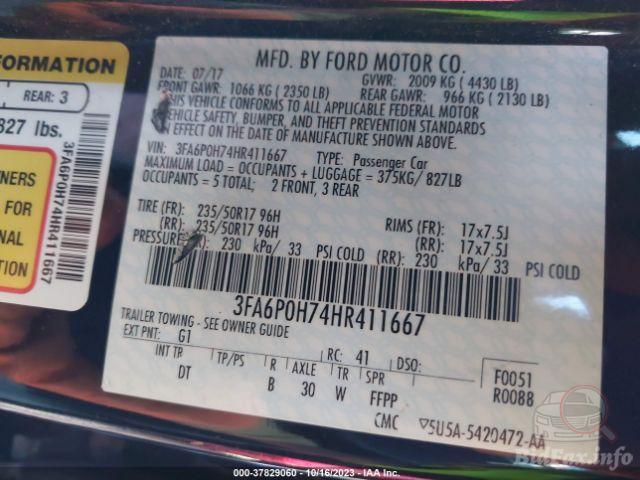 FORMATION
REAR: 3
827 lbs.
NERS
FOR
NAL
ATION
3FA6P0H74HR411667
MFD. BY FORD MOTOR CO.
DATE: 07/17
GVWR: 2009 KG (4430 LB)
FRONT GAWR: 1066 KG (2350 LB)
REAR GAWR: 966 KG (2130 LB)
THIS VEHICLE CONFORMS TO ALL APPLICABLE FEDERAL MOTOR
VEHICLE SAFETY, BUMPER, AND THEFT PREVENTION STANDARDS
IN EFFECT ON THE DATE OF MANUFACTURE SHOWN ABOVE.
VIN: 3FA6P0H74HR411667 TYPE: Passenger Car
MAXIMUM LOAD = OCCUPANTS + LUGGAGE = 375KG/ 827LB
OCCUPANTS = 5 TOTAL; 2 FRONT, 3 REAR
TIRE (FR): 235/50R17 96H RIMS (FR): 17x7.5J
(RR): 235/50R17 96H (RR): 17x7.5J
PRESSURE (FR): 230 kPa/ 33 PSI COLD (RR): 230 kPa/ 33 PSI COLD
3FA6P0H74HR411667
TRAILER TOWING - SEE OWNER GUIDE
EXT PNT: G1 RC: 41 DSO:
INT TR TP/PS R AXLE TR SPR
DT B 30 W FFPP
CMC
F0051
R0088
5U5A-5420472-AA
BidFax.info
000-37829060 - 10/16/2023 - IAA Inc.